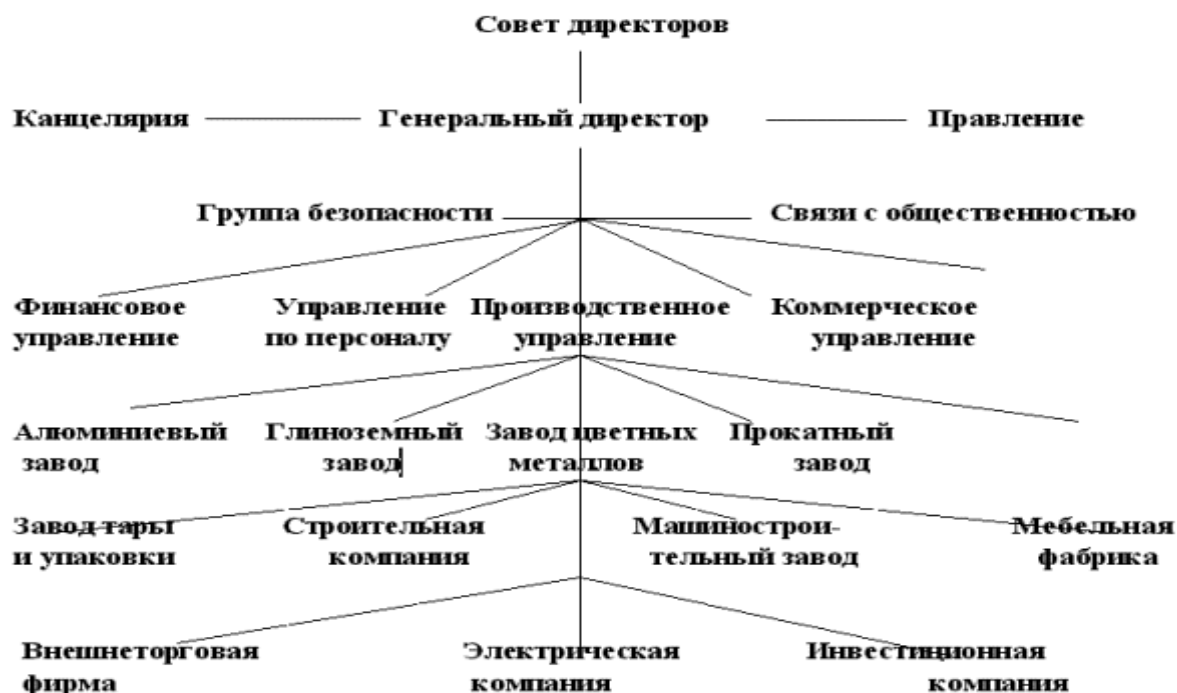 Совет директоров
Канцелярия Генеральный директор Правление
Группа безопасности Связи с общественностью
Финансовое Управление Производственное Коммерческое
управление по персоналу управление управление
Алюминиевый Глиноземный Завод цветных Прокатный
завод завод металлов завод
Завод тары Строительная Машинострои- Мебельная
и упаковки компания тельный завод фабрика
Внешнеторговая Электрическая Инвестиционная
фирма компания компания